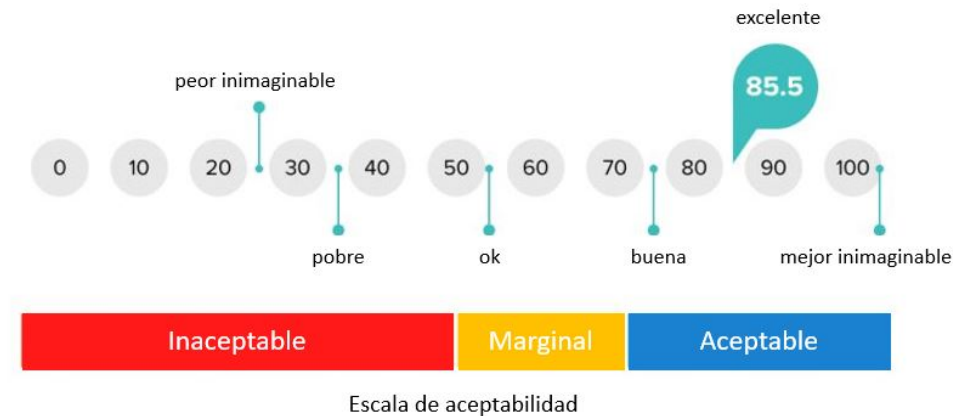 excelente
85.5
peor inimaginable
0 10 20 30 40 50 60 70 80 90 100
pobre ok buena mejor inimaginable
Inaceptable Marginal Aceptable
Escala de aceptabilidad